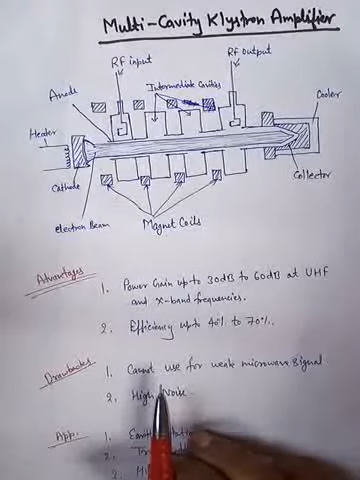 Multi-Cavity Klystron Amplifier
RF input
RF output
Intermediate Cavities
Anode
Cooler
Heater
Cathode
Collector
electron Beam
Magnet Coils
Advantages
1. Power Gain up to 30dB to 60dB at UHF
and x-band frequencies.
2. Efficiency upto 40% to 70%.
Drawbacks
1. Cannot use for weak microwave signal
2. High Noise
App. 1.
2.
3.